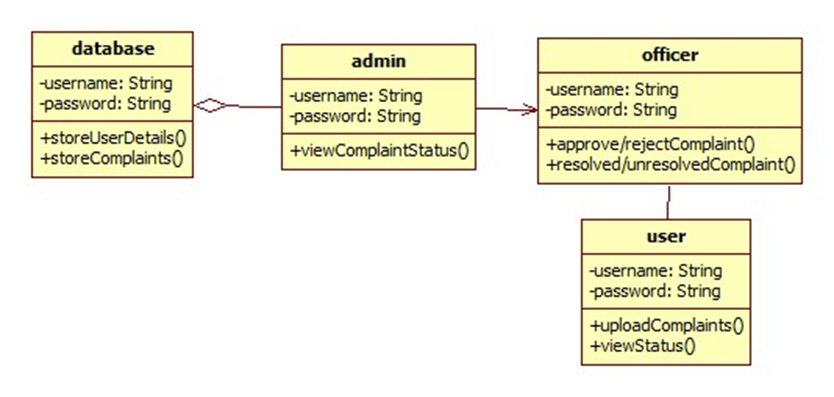 database
-username: String
-password: String
+storeUserDetails()
+storeComplaints()
admin
-username: String
-password: String
+viewComplaintStatus()
officer
-username: String
-password: String
+approve/rejectComplaint()
+resolved/unresolvedComplaint()
user
-username: String
-password: String
+uploadComplaints()
+viewStatus()